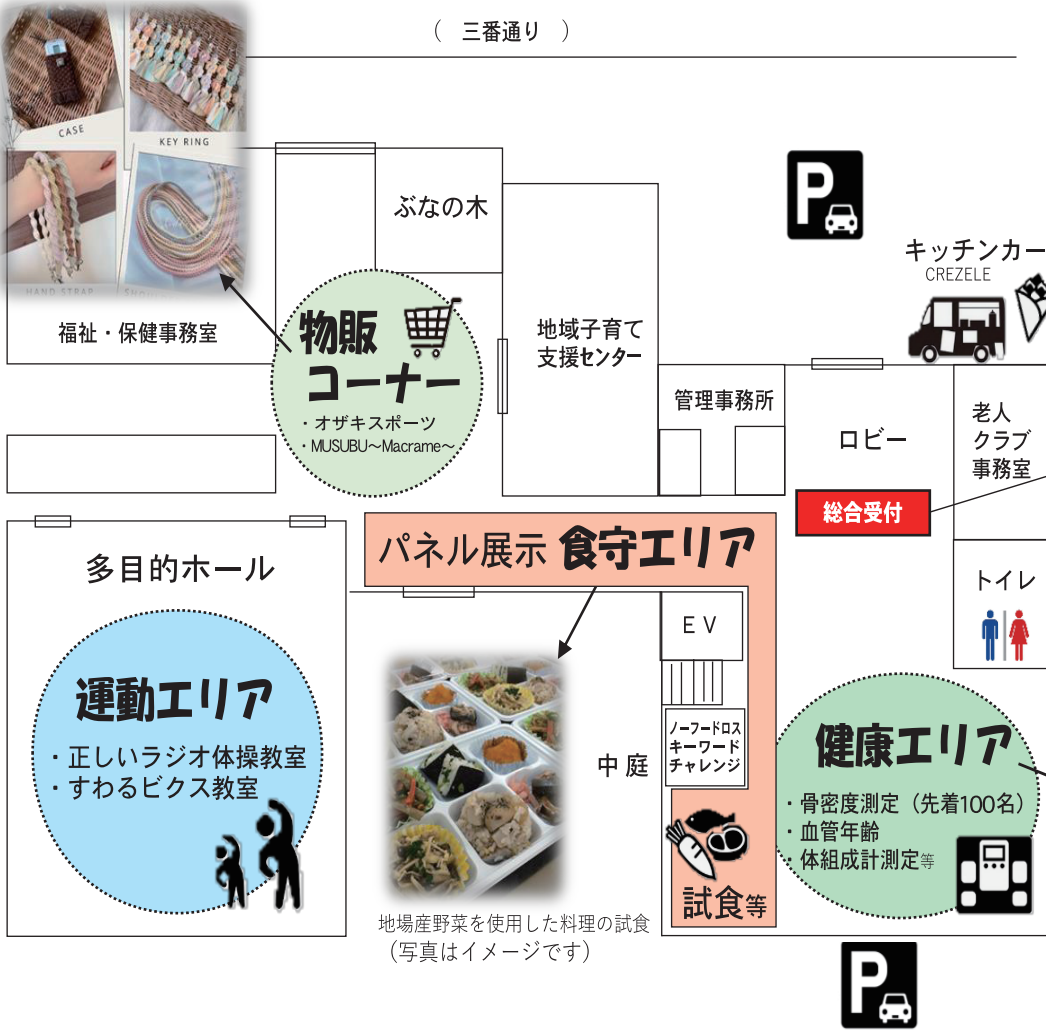 （　三番通り　）
CASE
KEY RING
HAND STRAP
ぶなの木
P
キッチンカー
CREZELE
福祉・保健事務室
物販
コーナー
・オザキスポーツ
・MUSUBU～Macrame～
地域子育て
支援センター
管理事務所
ロビー
老人
クラブ
事務室
総合受付
パネル展示 食守エリア
多目的ホール
トイレ
EV
運動エリア
・正しいラジオ体操教室
・すわるビクス教室
ノーフードロス
キーワード
チャレンジ
中庭
健康エリア
・骨密度測定（先着100名）
・血管年齢
・体組成計測定等
試食等
地場産野菜を使用した料理の試食
（写真はイメージです）
P